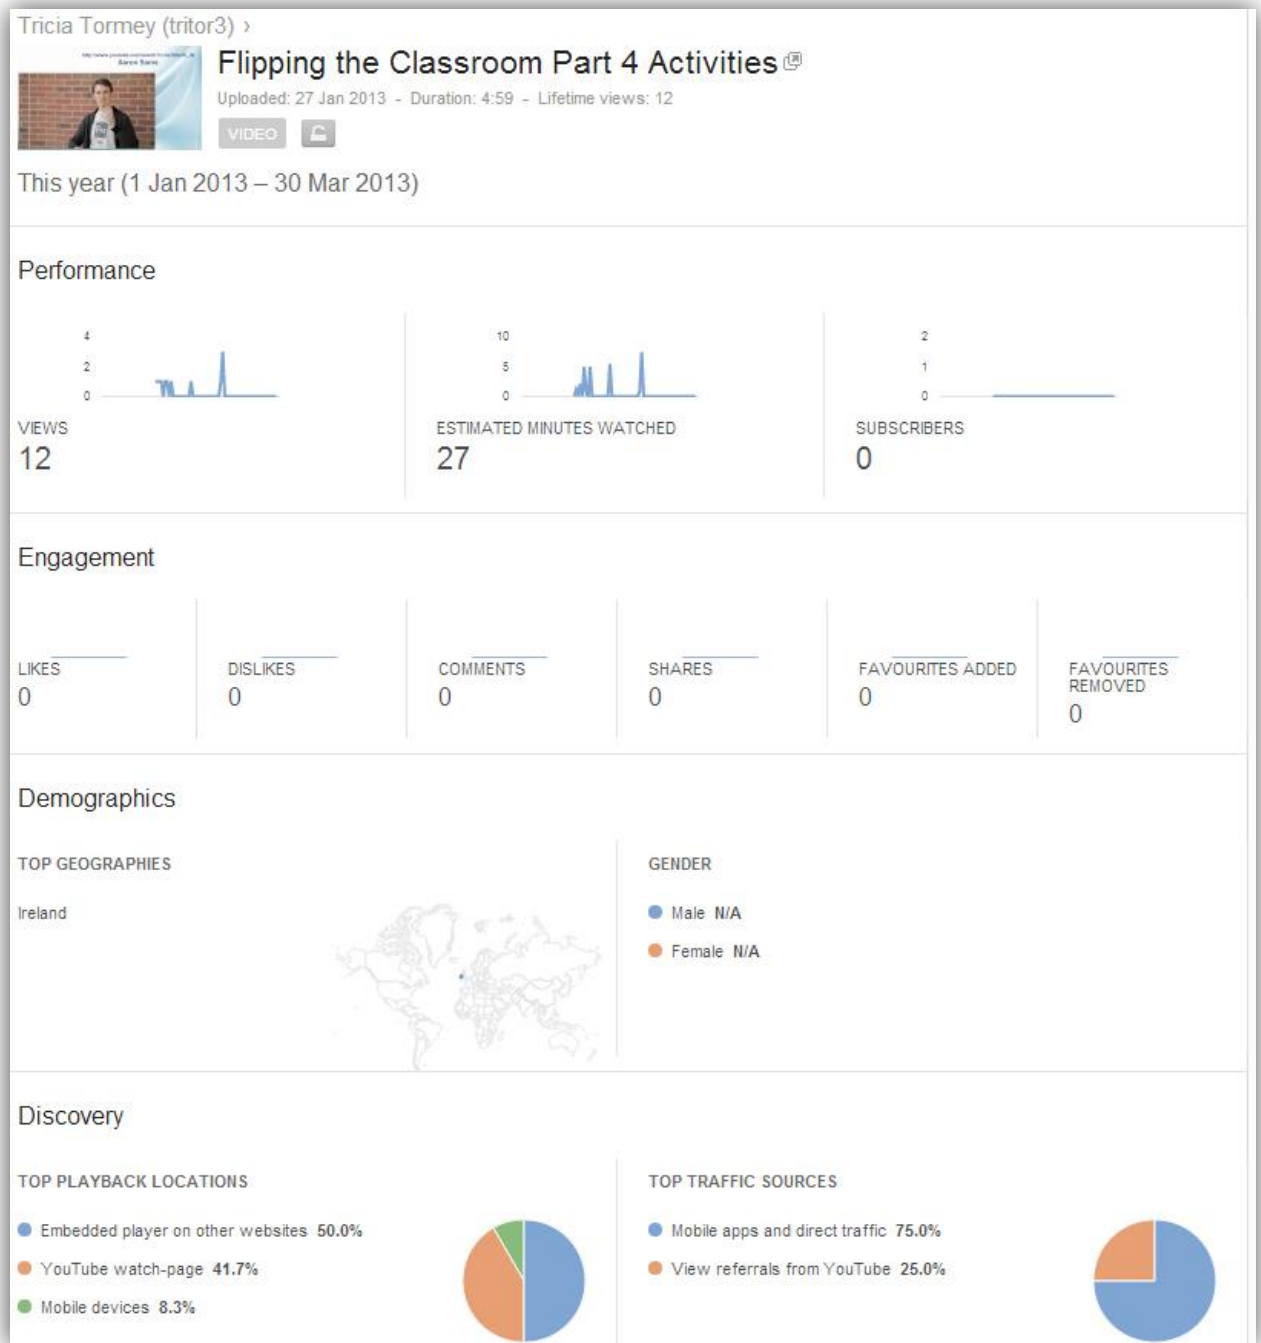 Tricia Tormey (tritor3) ›
Flipping the Classroom Part 4 Activities
Uploaded: 27 Jan 2013 - Duration: 4:59 - Lifetime views: 12
VIDEO
This year (1 Jan 2013 – 30 Mar 2013)
Performance
4
2
0
VIEWS
12
10
5
0
ESTIMATED MINUTES WATCHED
27
2
1
0
SUBSCRIBERS
0
Engagement
LIKES
0
DISLIKES
0
COMMENTS
0
SHARES
0
FAVOURITES ADDED
0
FAVOURITES
REMOVED
0
Demographics
TOP GEOGRAPHIES
Ireland
GENDER
Male N/A
Female N/A
Discovery
TOP PLAYBACK LOCATIONS
Embedded player on other websites 50.0%
YouTube watch-page 41.7%
Mobile devices 8.3%
TOP TRAFFIC SOURCES
Mobile apps and direct traffic 75.0%
View referrals from YouTube 25.0%